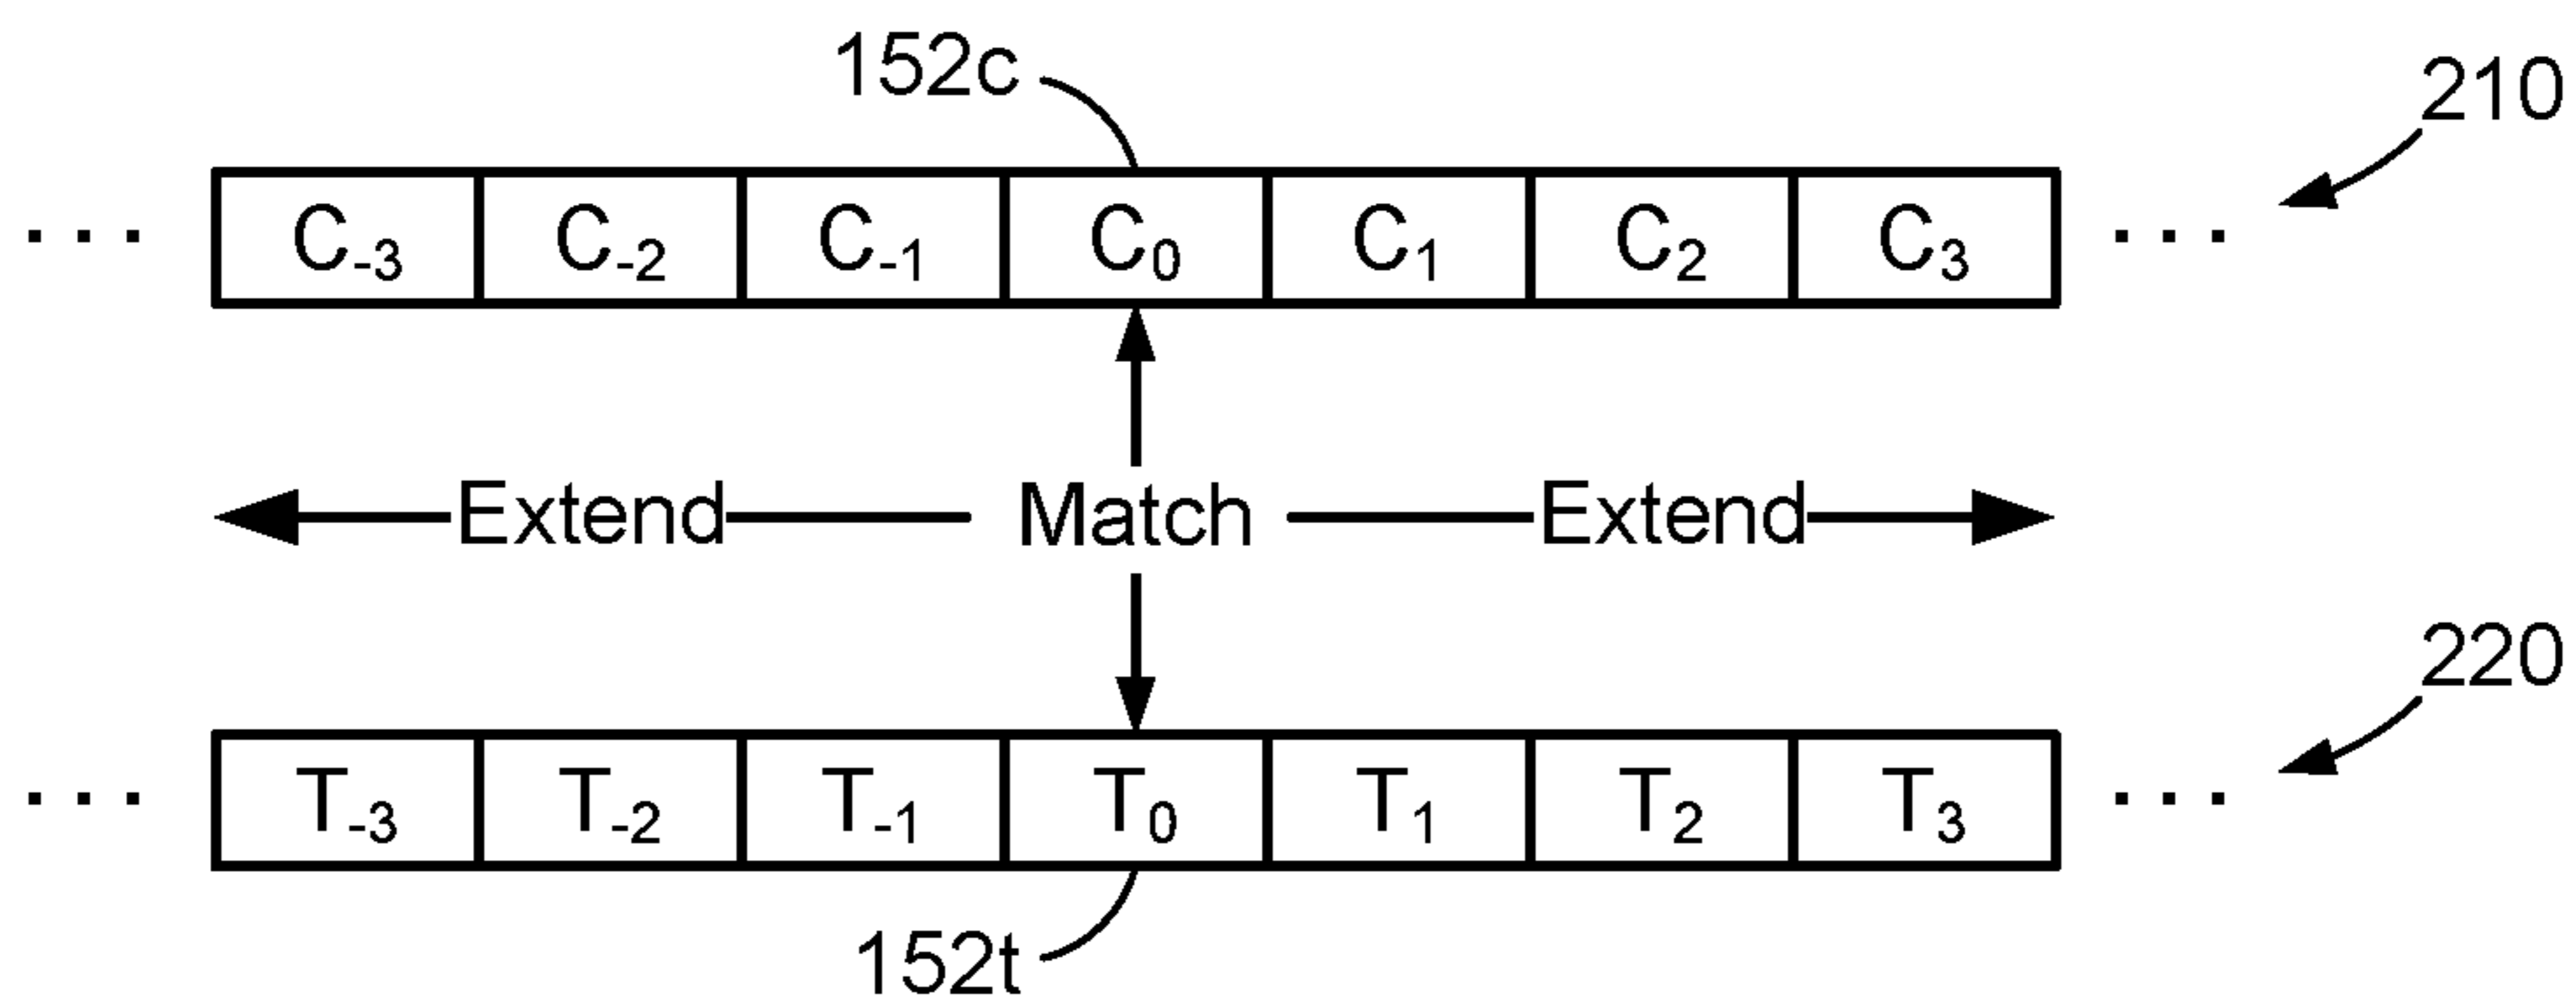 152c
210
... C-3 C-2 C-1 C0 C1 C2 C3 ...
Extend Match Extend
220
... T-3 T-2 T-1 T0 T1 T2 T3 ...
152t